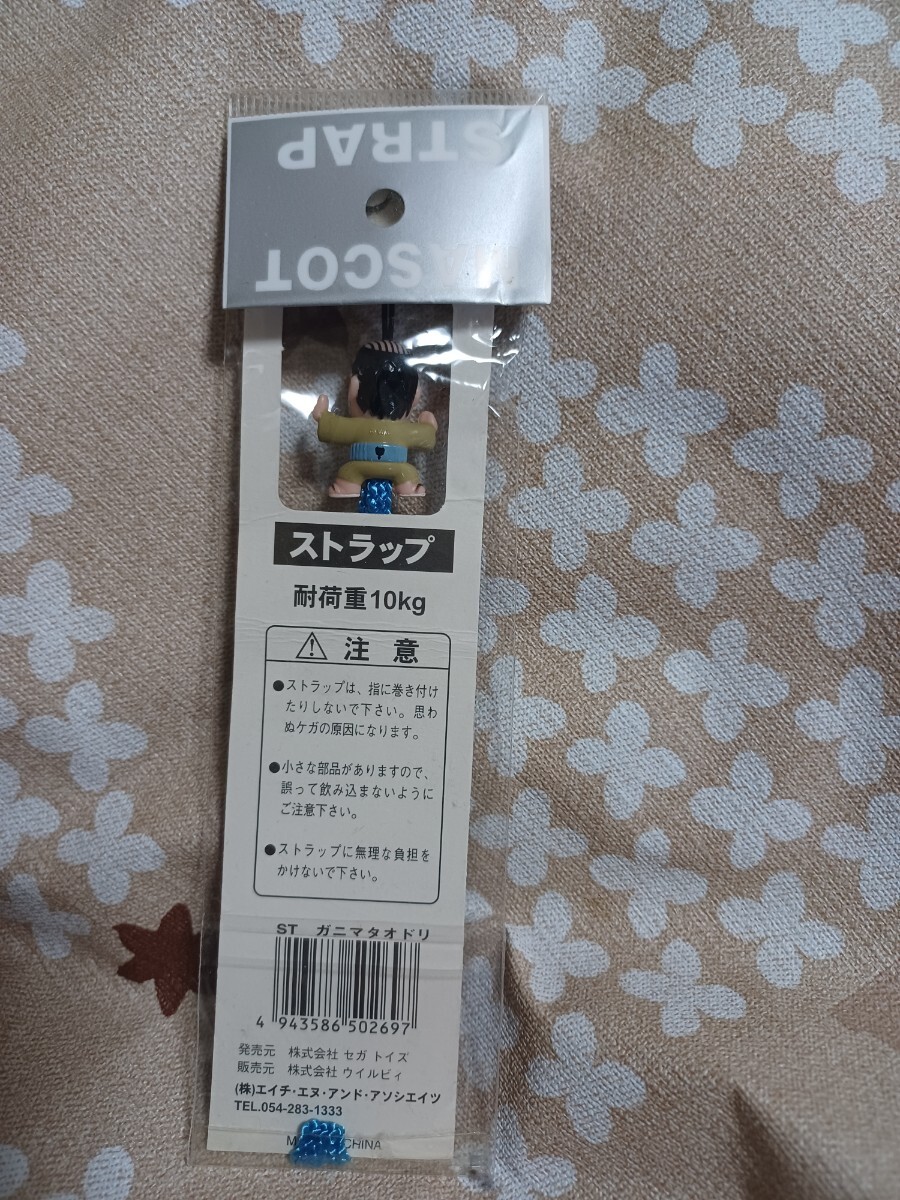 STRAP
MASCOT
ストラップ
耐荷重10kg
注意
●ストラップは、指に巻き付け
たりしないで下さい。思わ
ぬケガの原因になります。
●小さな部品がありますので、
誤って飲み込まないように
ご注意下さい。
●ストラップに無理な負担を
かけないで下さい。
ST ガニマタオドリ
4 943586 502697
発売元 株式会社 セガ トイズ
販売元 株式会社 ウイルビィ
(株)エイチ・エヌ・アンド・アソシエイツ
TEL.054-283-1333
CHINA